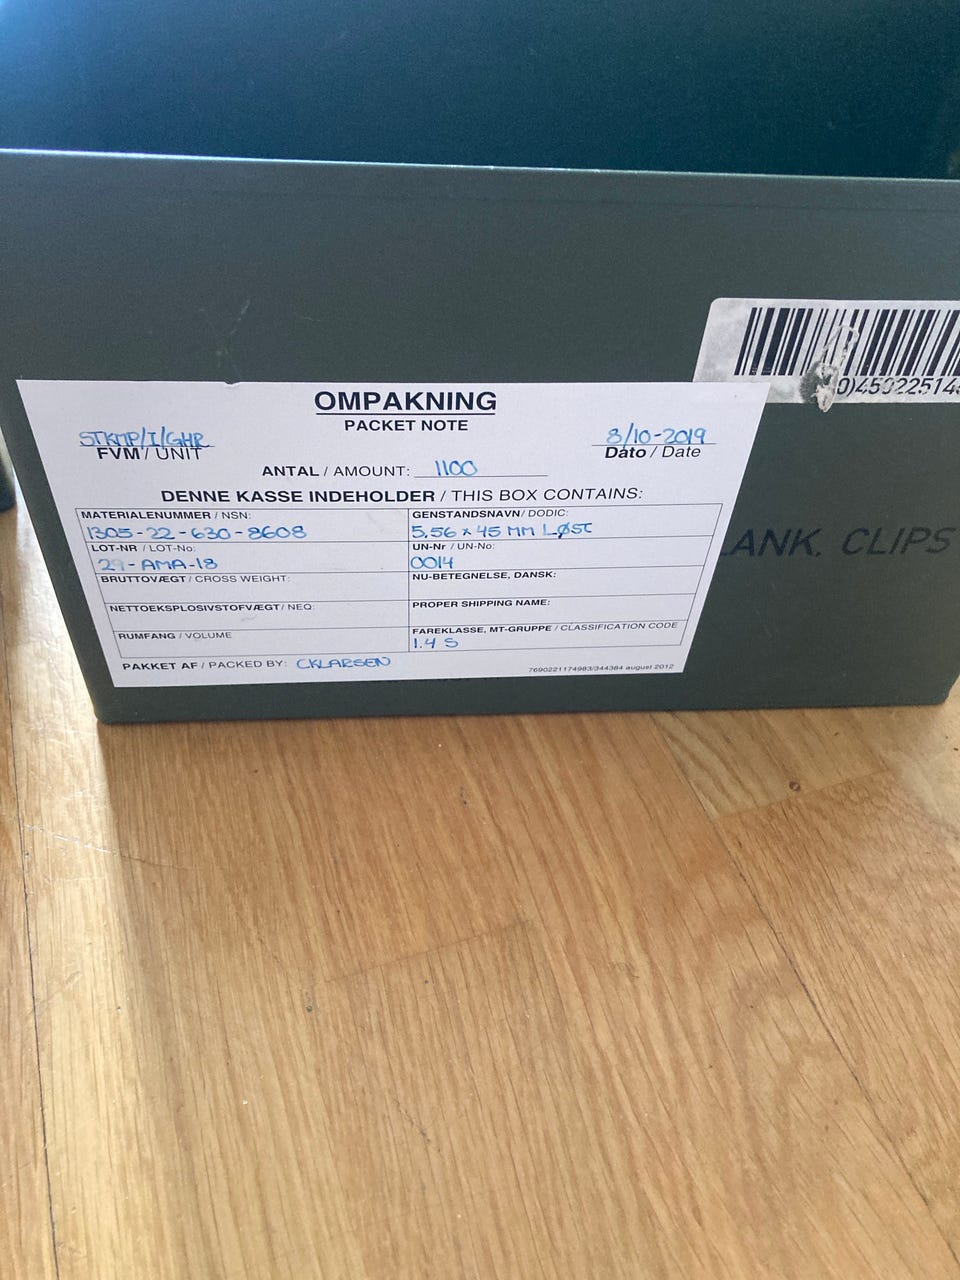 OMPAKNING
PACKET NOTE
STKMP/I/GHR
FVM / UNIT
8/10-2019
Dato / Date
ANTAL / AMOUNT: 1100
DENNE KASSE INDEHOLDER / THIS BOX CONTAINS:
MATERIALENUMMER / NSN:
1305-22-630-8608
GENSTANDSNAVN / DODIC:
5.56 x 45 MM LØST
LOT-NR / LOT-No:
29-AMA-18
UN-Nr / UN-No:
0014
BRUTTOVÆGT / CROSS WEIGHT:
NU-BETEGNELSE, DANSK:
NETTOEKSPLOSIVSTOFVÆGT / NEQ:
PROPER SHIPPING NAME:
RUMFANG / VOLUME
FAREKLASSE, MT-GRUPPE / CLASSIFICATION CODE
1.4 S
PAKKET AF / PACKED BY: CKLARSEN
7690221174983/344384 august 2012
0)45022514
LANK. CLIPS